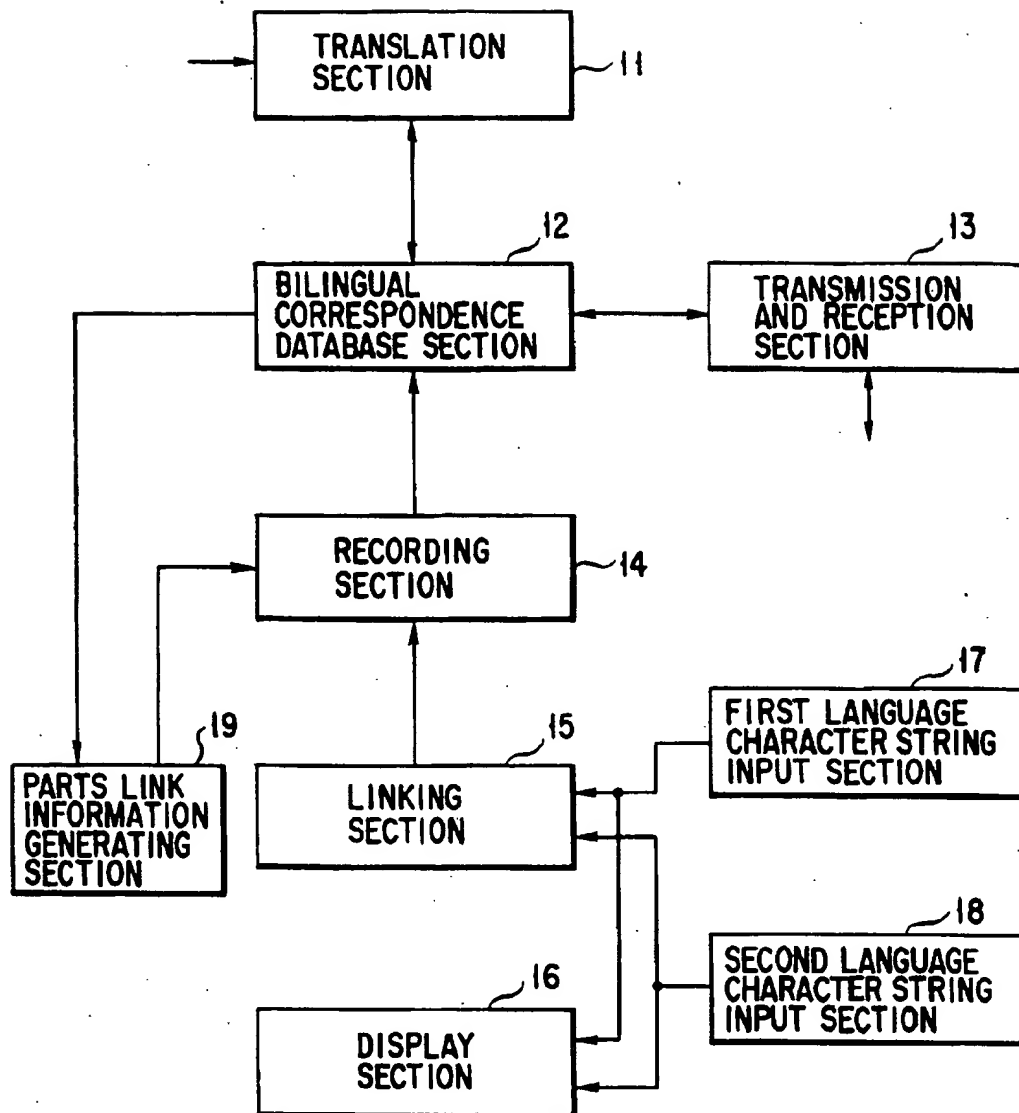 TRANSLATION
SECTION
11
12
13
BILINGUAL
CORRESPONDENCE
DATABASE SECTION
TRANSMISSION
AND RECEPTION
SECTION
RECORDING
SECTION
14
17
19
15
FIRST LANGUAGE
CHARACTER STRING
INPUT SECTION
PARTS LINK
INFORMATION
GENERATING
SECTION
LINKING
SECTION
18
16
SECOND LANGUAGE
CHARACTER STRING
INPUT SECTION
DISPLAY
SECTION